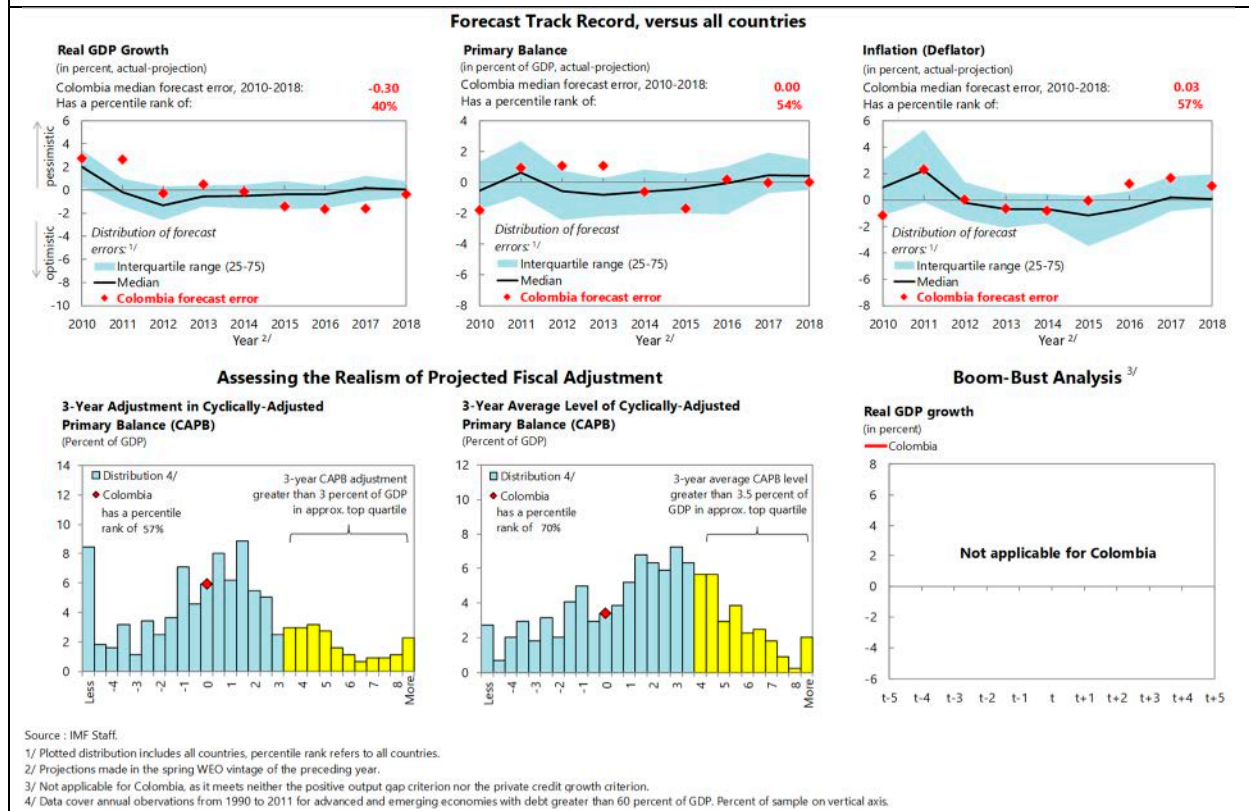 Forecast Track Record, versus all countries
Real GDP Growth
(in percent, actual-projection)
Colombia median forecast error, 2010-2018: -0.30
Has a percentile rank of: 40%
pessimistic
optimistic
6
4
2
0
-2
-4
-6
-8
-10
Distribution of forecast
errors: 1/
Interquartile range (25-75)
Median
Colombia forecast error
2010 2011 2012 2013 2014 2015 2016 2017 2018
Year 2/
Primary Balance
(in percent of GDP, actual-projection)
Colombia median forecast error, 2010-2018: 0.00
Has a percentile rank of: 54%
4
2
0
-2
-4
-6
-8
Distribution of forecast
errors: 1/
Interquartile range (25-75)
Median
Colombia forecast error
2010 2011 2012 2013 2014 2015 2016 2017 2018
Year 2/
Inflation (Deflator)
(in percent, actual-projection)
Colombia median forecast error, 2010-2018: 0.03
Has a percentile rank of: 57%
6
4
2
0
-2
-4
-6
-8
Distribution of forecast
errors: 1/
Interquartile range (25-75)
Median
Colombia forecast error
2010 2011 2012 2013 2014 2015 2016 2017 2018
Year 2/
Assessing the Realism of Projected Fiscal Adjustment
3-Year Adjustment in Cyclically-Adjusted
Primary Balance (CAPB)
(Percent of GDP)
14
12
10
8
6
4
2
0
Distribution 4/
Colombia
has a percentile
rank of 57%
3-year CAPB adjustment
greater than 3 percent of GDP
in approx. top quartile
Less -4 -3 -2 -1 0 1 2 3 4 5 6 7 8 More
3-Year Average Level of Cyclically-Adjusted
Primary Balance (CAPB)
(Percent of GDP)
12
10
8
6
4
2
0
Distribution 4/
Colombia
has a percentile
rank of 70%
3-year average CAPB level
greater than 3.5 percent of
GDP in approx. top quartile
Less -4 -3 -2 -1 0 1 2 3 4 5 6 7 8 More
Boom-Bust Analysis 3/
Real GDP growth
(in percent)
Colombia
8
6
4
2
0
-2
-4
-6
Not applicable for Colombia
t-5 t-4 t-3 t-2 t-1 t t+1 t+2 t+3 t+4 t+5
Source : IMF Staff.
1/ Plotted distribution includes all countries, percentile rank refers to all countries.
2/ Projections made in the spring WEO vintage of the preceding year.
3/ Not applicable for Colombia, as it meets neither the positive output gap criterion nor the private credit growth criterion.
4/ Data cover annual obervations from 1990 to 2011 for advanced and emerging economies with debt greater than 60 percent of GDP. Percent of sample on vertical axis.